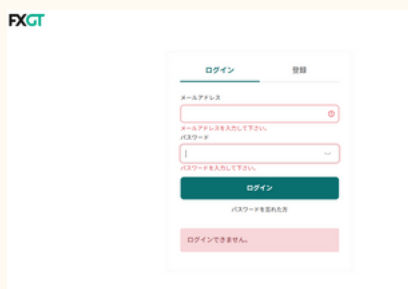 FXGT
ログイン 登録
メールアドレス
メールアドレスを入力して下さい。
パスワード
パスワードを入力して下さい。
ログイン
パスワードを忘れた方
ログインできません。